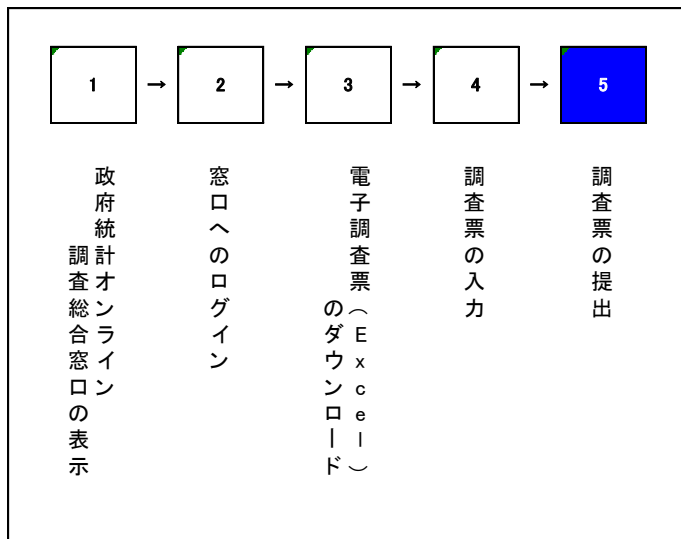 1 → 2 → 3 → 4 → 5
政府統計オンライン
調査総合窓口の表示
窓口へのログイン
電子調査票(Excel)
のダウンロード
調査票の入力
調査票の提出